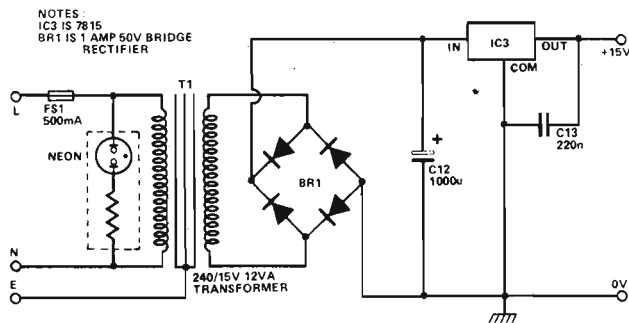 NOTES :
IC3 IS 7815
BR1 IS 1 AMP 50V BRIDGE
RECTIFIER
IN
IC3
OUT
+15V
COM
T1
FS1
500mA
L
C13
220n
NEON
+
BR1
C12
1000u
N
240/15V 12VA
TRANSFORMER
E
0V